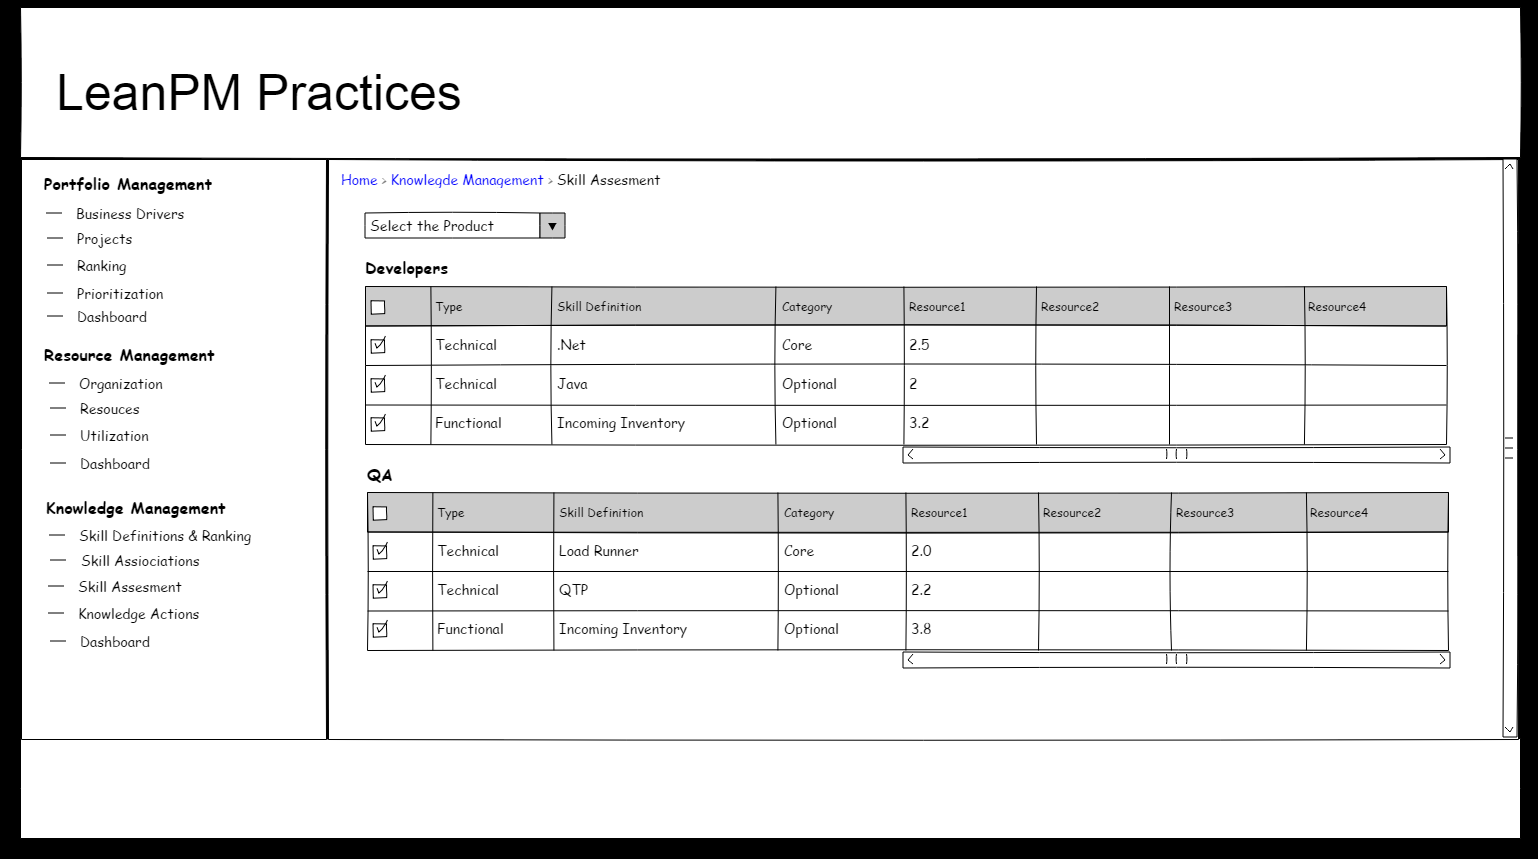 LeanPM Practices
Portfolio Management
Business Drivers
Projects
Ranking
Prioritization
Dashboard
Resource Management
Organization
Resouces
Utilization
Dashboard
Knowledge Management
Skill Definitions & Ranking
Skill Assiociations
Skill Assesment
Knowledge Actions
Dashboard
Home > Knowlegde Management > Skill Assesment
Select the Product
Developers
Type Skill Definition Category Resource1 Resource2 Resource3 Resource4
Technical .Net Core 2.5
Technical Java Optional 2
Functional Incoming Inventory Optional 3.2
QA
Type Skill Definition Category Resource1 Resource2 Resource3 Resource4
Technical Load Runner Core 2.0
Technical QTP Optional 2.2
Functional Incoming Inventory Optional 3.8